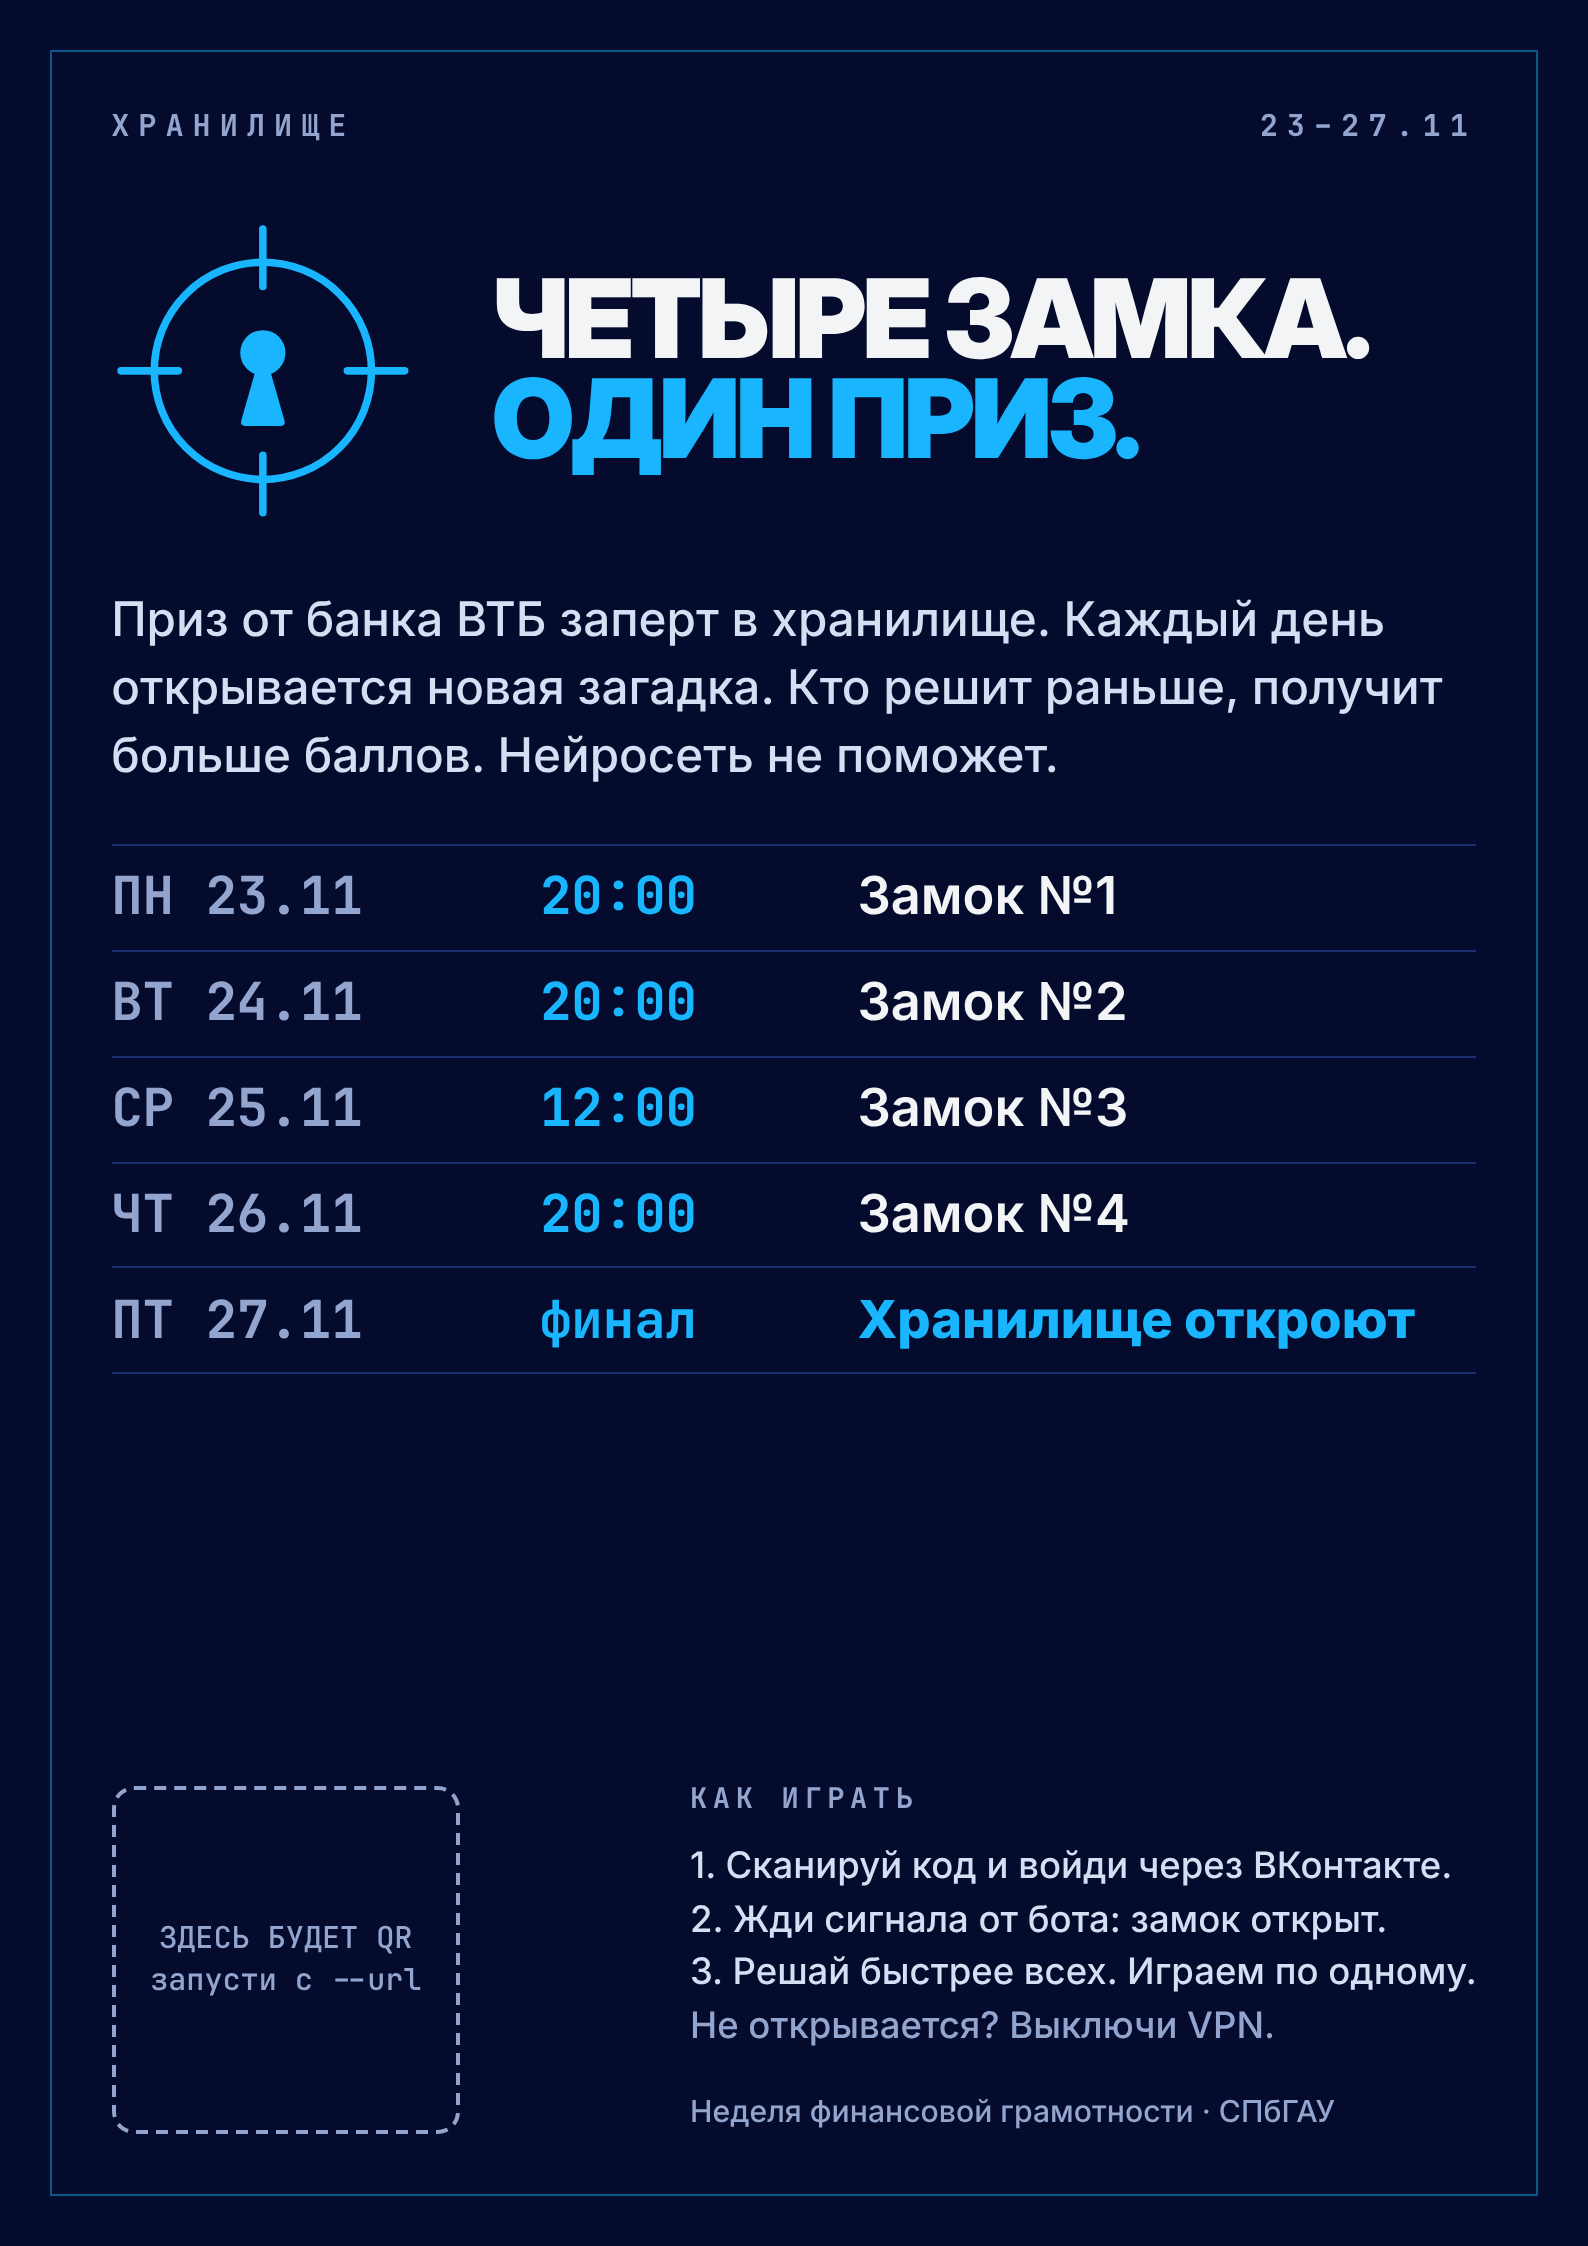 ХРАНИЛИЩЕ
23–27.11
ЧЕТЫРЕ ЗАМКА.
ОДИН ПРИЗ.
Приз от банка ВТБ заперт в хранилище. Каждый день
открывается новая загадка. Кто решит раньше, получит
больше баллов. Нейросеть не поможет.
ПН 23.11 20:00 Замок №1
ВТ 24.11 20:00 Замок №2
СР 25.11 12:00 Замок №3
ЧТ 26.11 20:00 Замок №4
ПТ 27.11 финал Хранилище откроют
ЗДЕСЬ БУДЕТ QR
запусти с --url
КАК ИГРАТЬ
1. Сканируй код и войди через ВКонтакте.
2. Жди сигнала от бота: замок открыт.
3. Решай быстрее всех. Играем по одному.
Не открывается? Выключи VPN.
Неделя финансовой грамотности · СПбГАУ